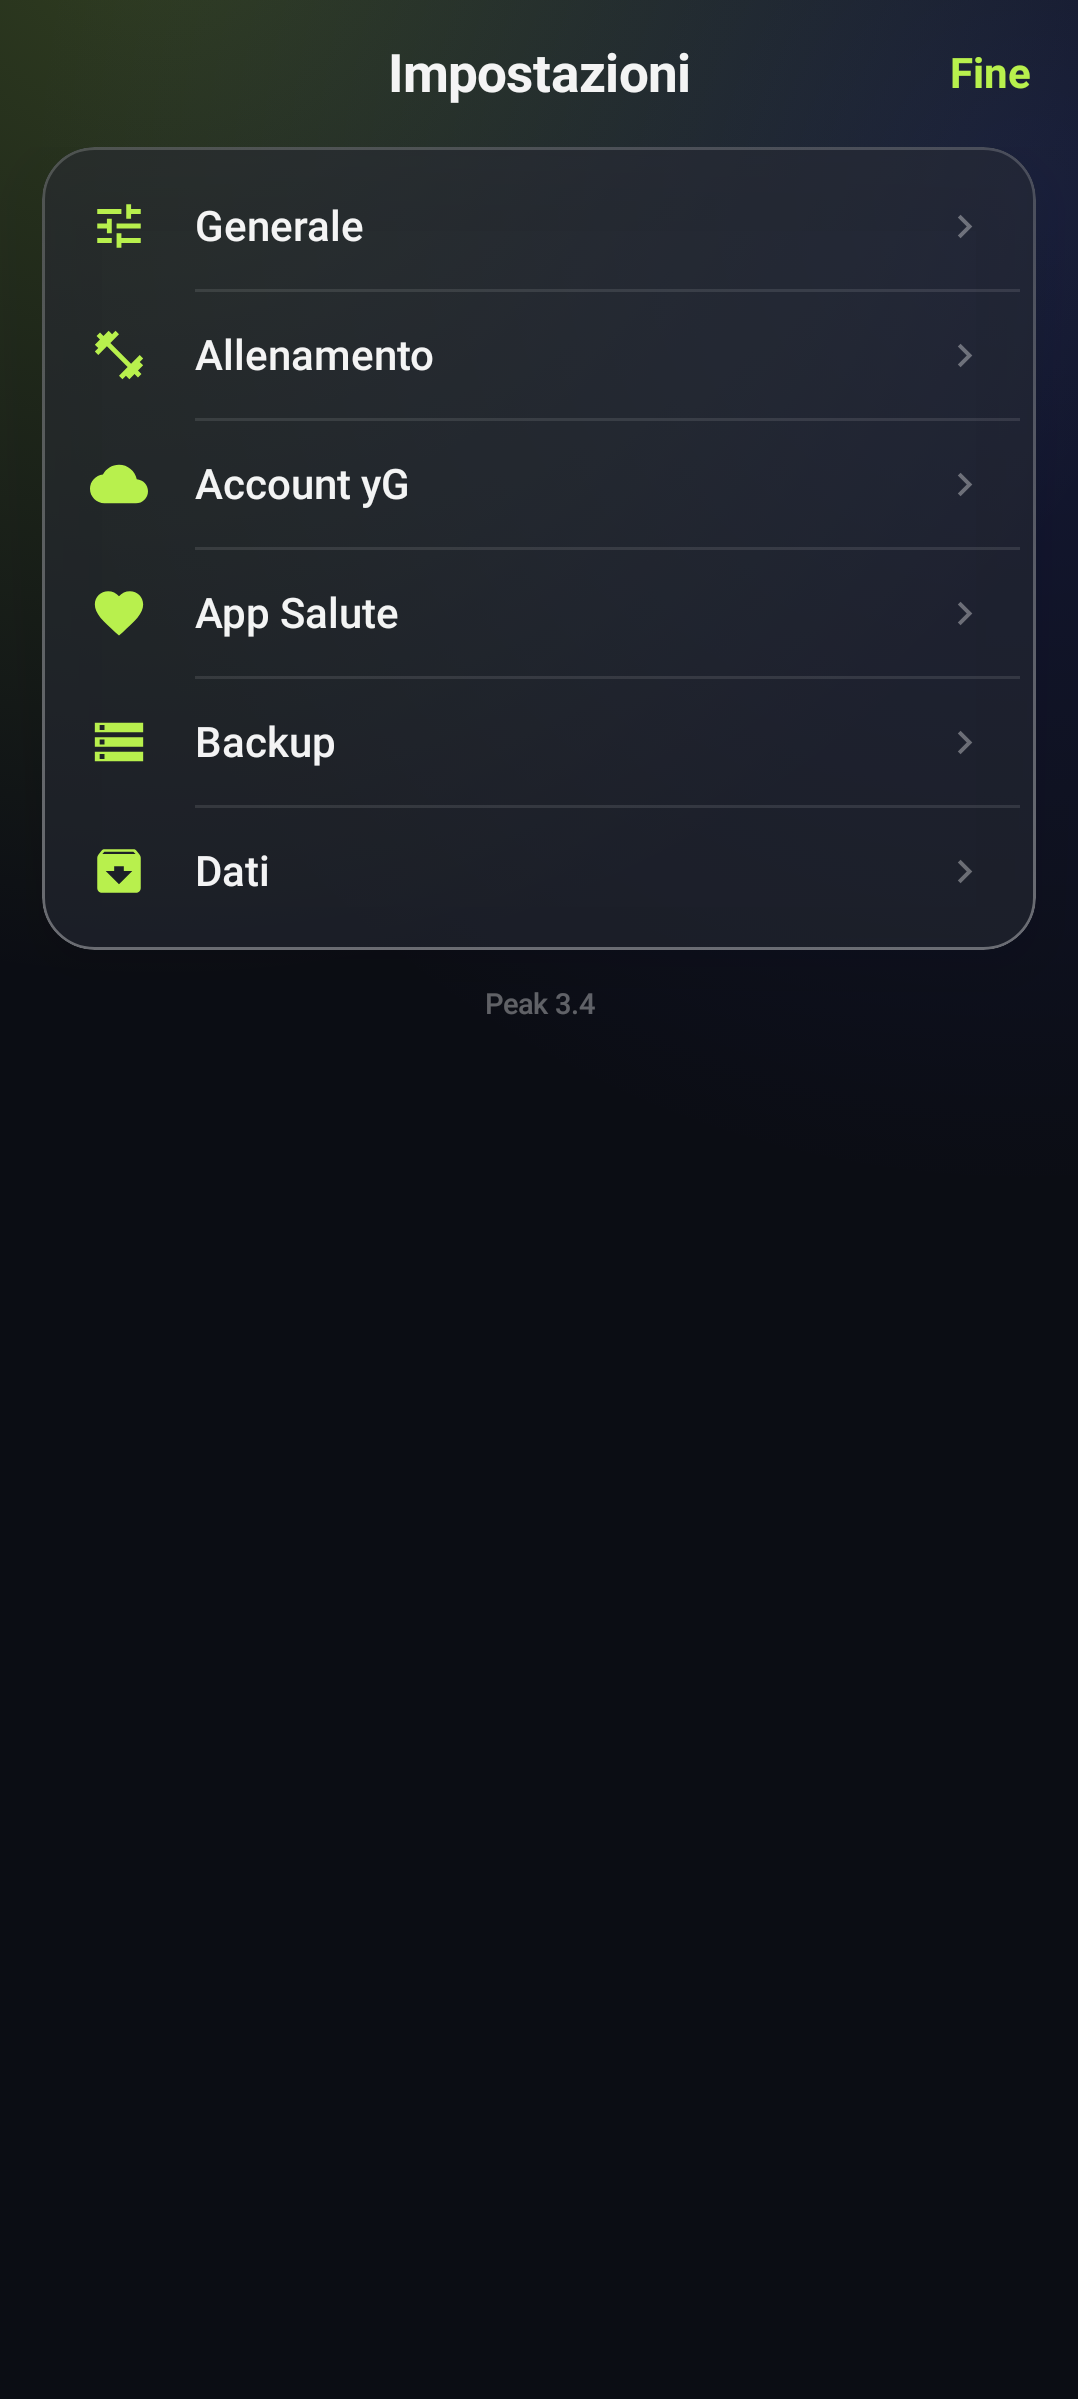 Impostazioni
Fine
Generale
Allenamento
Account yG
App Salute
Backup
Dati
Peak 3.4